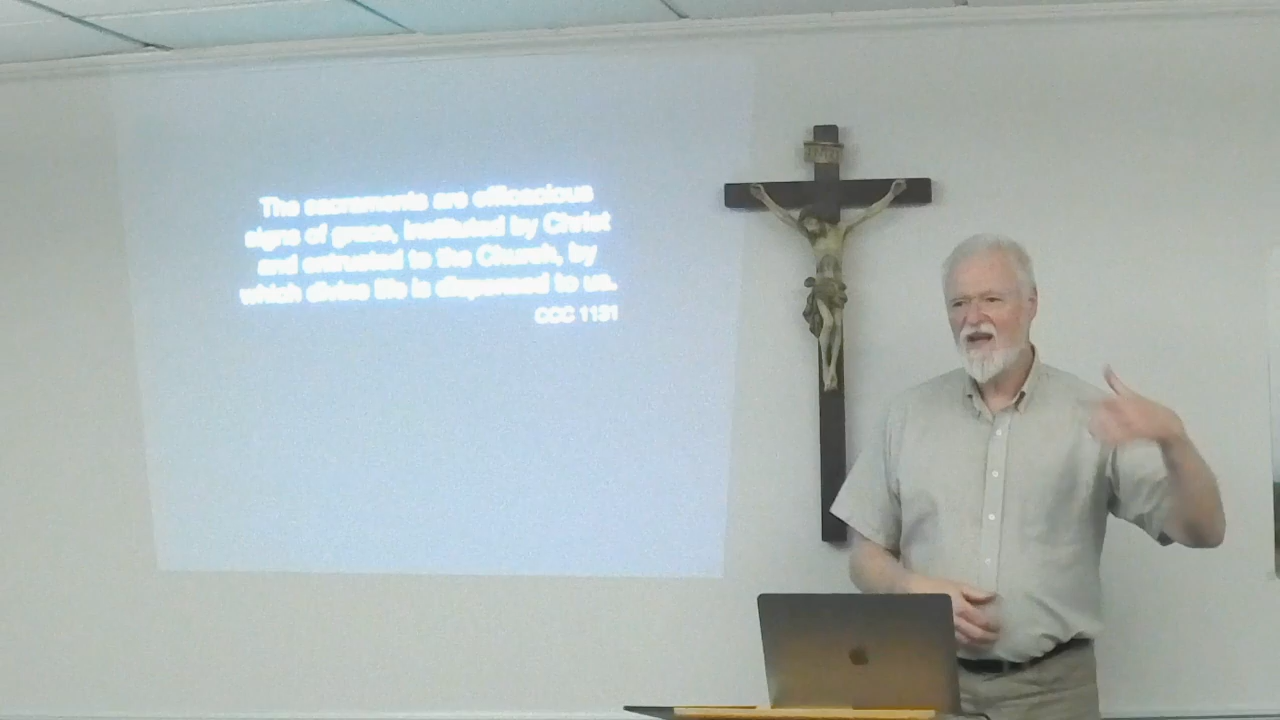 The sacraments are efficacious
signs of grace, instituted by Christ
and entrusted to the Church, by
which divine life is dispensed to us.
CCC 1131